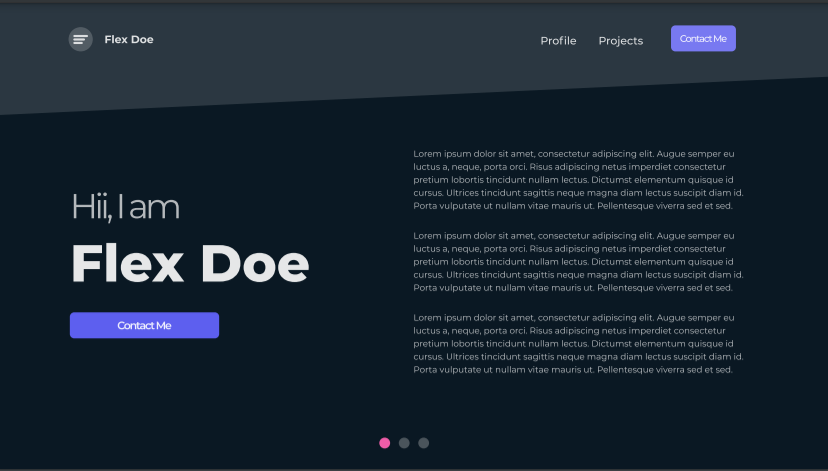 Flex Doe
Profile
Projects
Contact Me
Hii, I am
Flex Doe
Contact Me
Lorem ipsum dolor sit amet, consectetur adipiscing elit. Augue semper eu
luctus a, neque, porta orci. Risus adipiscing netus imperdiet consectetur
pretium lobortis tincidunt nullam lectus. Dictumst elementum quisque id
cursus. Ultrices tincidunt sagittis neque magna diam lectus suscipit diam id.
Porta vulputate ut nullam vitae mauris ut. Pellentesque viverra sed et sed.
Lorem ipsum dolor sit amet, consectetur adipiscing elit. Augue semper eu
luctus a, neque, porta orci. Risus adipiscing netus imperdiet consectetur
pretium lobortis tincidunt nullam lectus. Dictumst elementum quisque id
cursus. Ultrices tincidunt sagittis neque magna diam lectus suscipit diam id.
Porta vulputate ut nullam vitae mauris ut. Pellentesque viverra sed et sed.
Lorem ipsum dolor sit amet, consectetur adipiscing elit. Augue semper eu
luctus a, neque, porta orci. Risus adipiscing netus imperdiet consectetur
pretium lobortis tincidunt nullam lectus. Dictumst elementum quisque id
cursus. Ultrices tincidunt sagittis neque magna diam lectus suscipit diam id.
Porta vulputate ut nullam vitae mauris ut. Pellentesque viverra sed et sed.